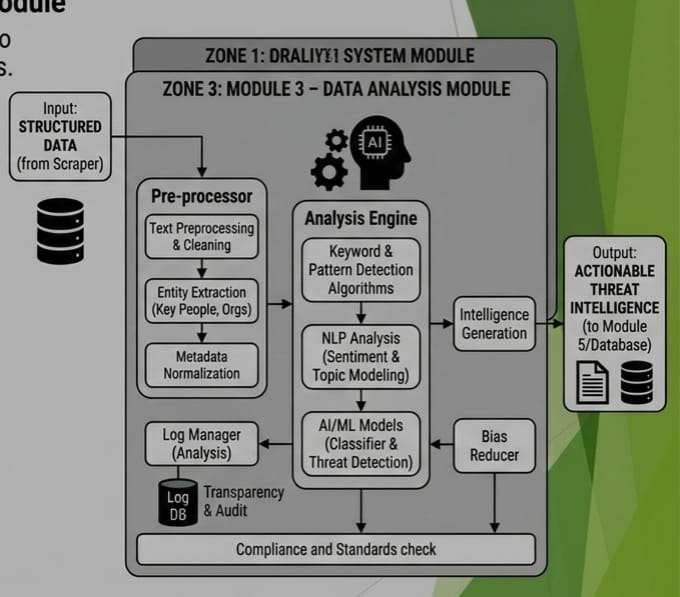 odule
o
s.
ZONE 1: SYSTEM MODULE
ZONE 3: MODULE 3 – DATA ANALYSIS MODULE
Input:
STRUCTURED
DATA
(from Scraper)
AI
Pre-processor
Text Preprocessing
& Cleaning
Entity Extraction
(Key People, Orgs)
Metadata
Normalization
Analysis Engine
Keyword &
Pattern Detection
Algorithms
NLP Analysis
(Sentiment &
Topic Modeling)
AI/ML Models
(Classifier &
Threat Detection)
Intelligence
Generation
Output:
ACTIONABLE
THREAT
INTELLIGENCE
(to Module
5/Database)
Log Manager
(Analysis)
Log
DB
Transparency
& Audit
Bias
Reducer
Compliance and Standards check